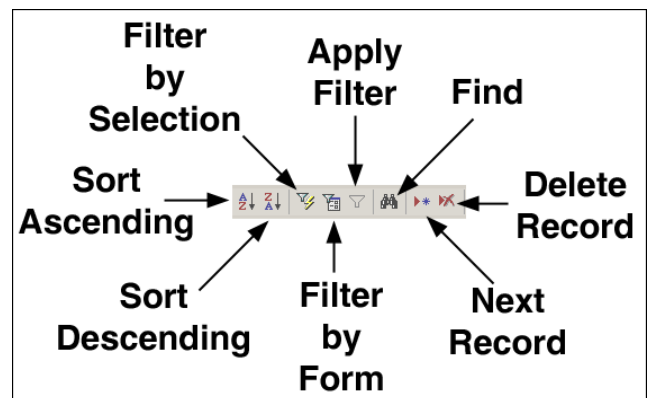 Filter
by
Selection
Apply
Filter
Find
Sort
Ascending
Delete
Record
Sort
Descending
Filter
by
Form
Next
Record
A
Z
Z
A